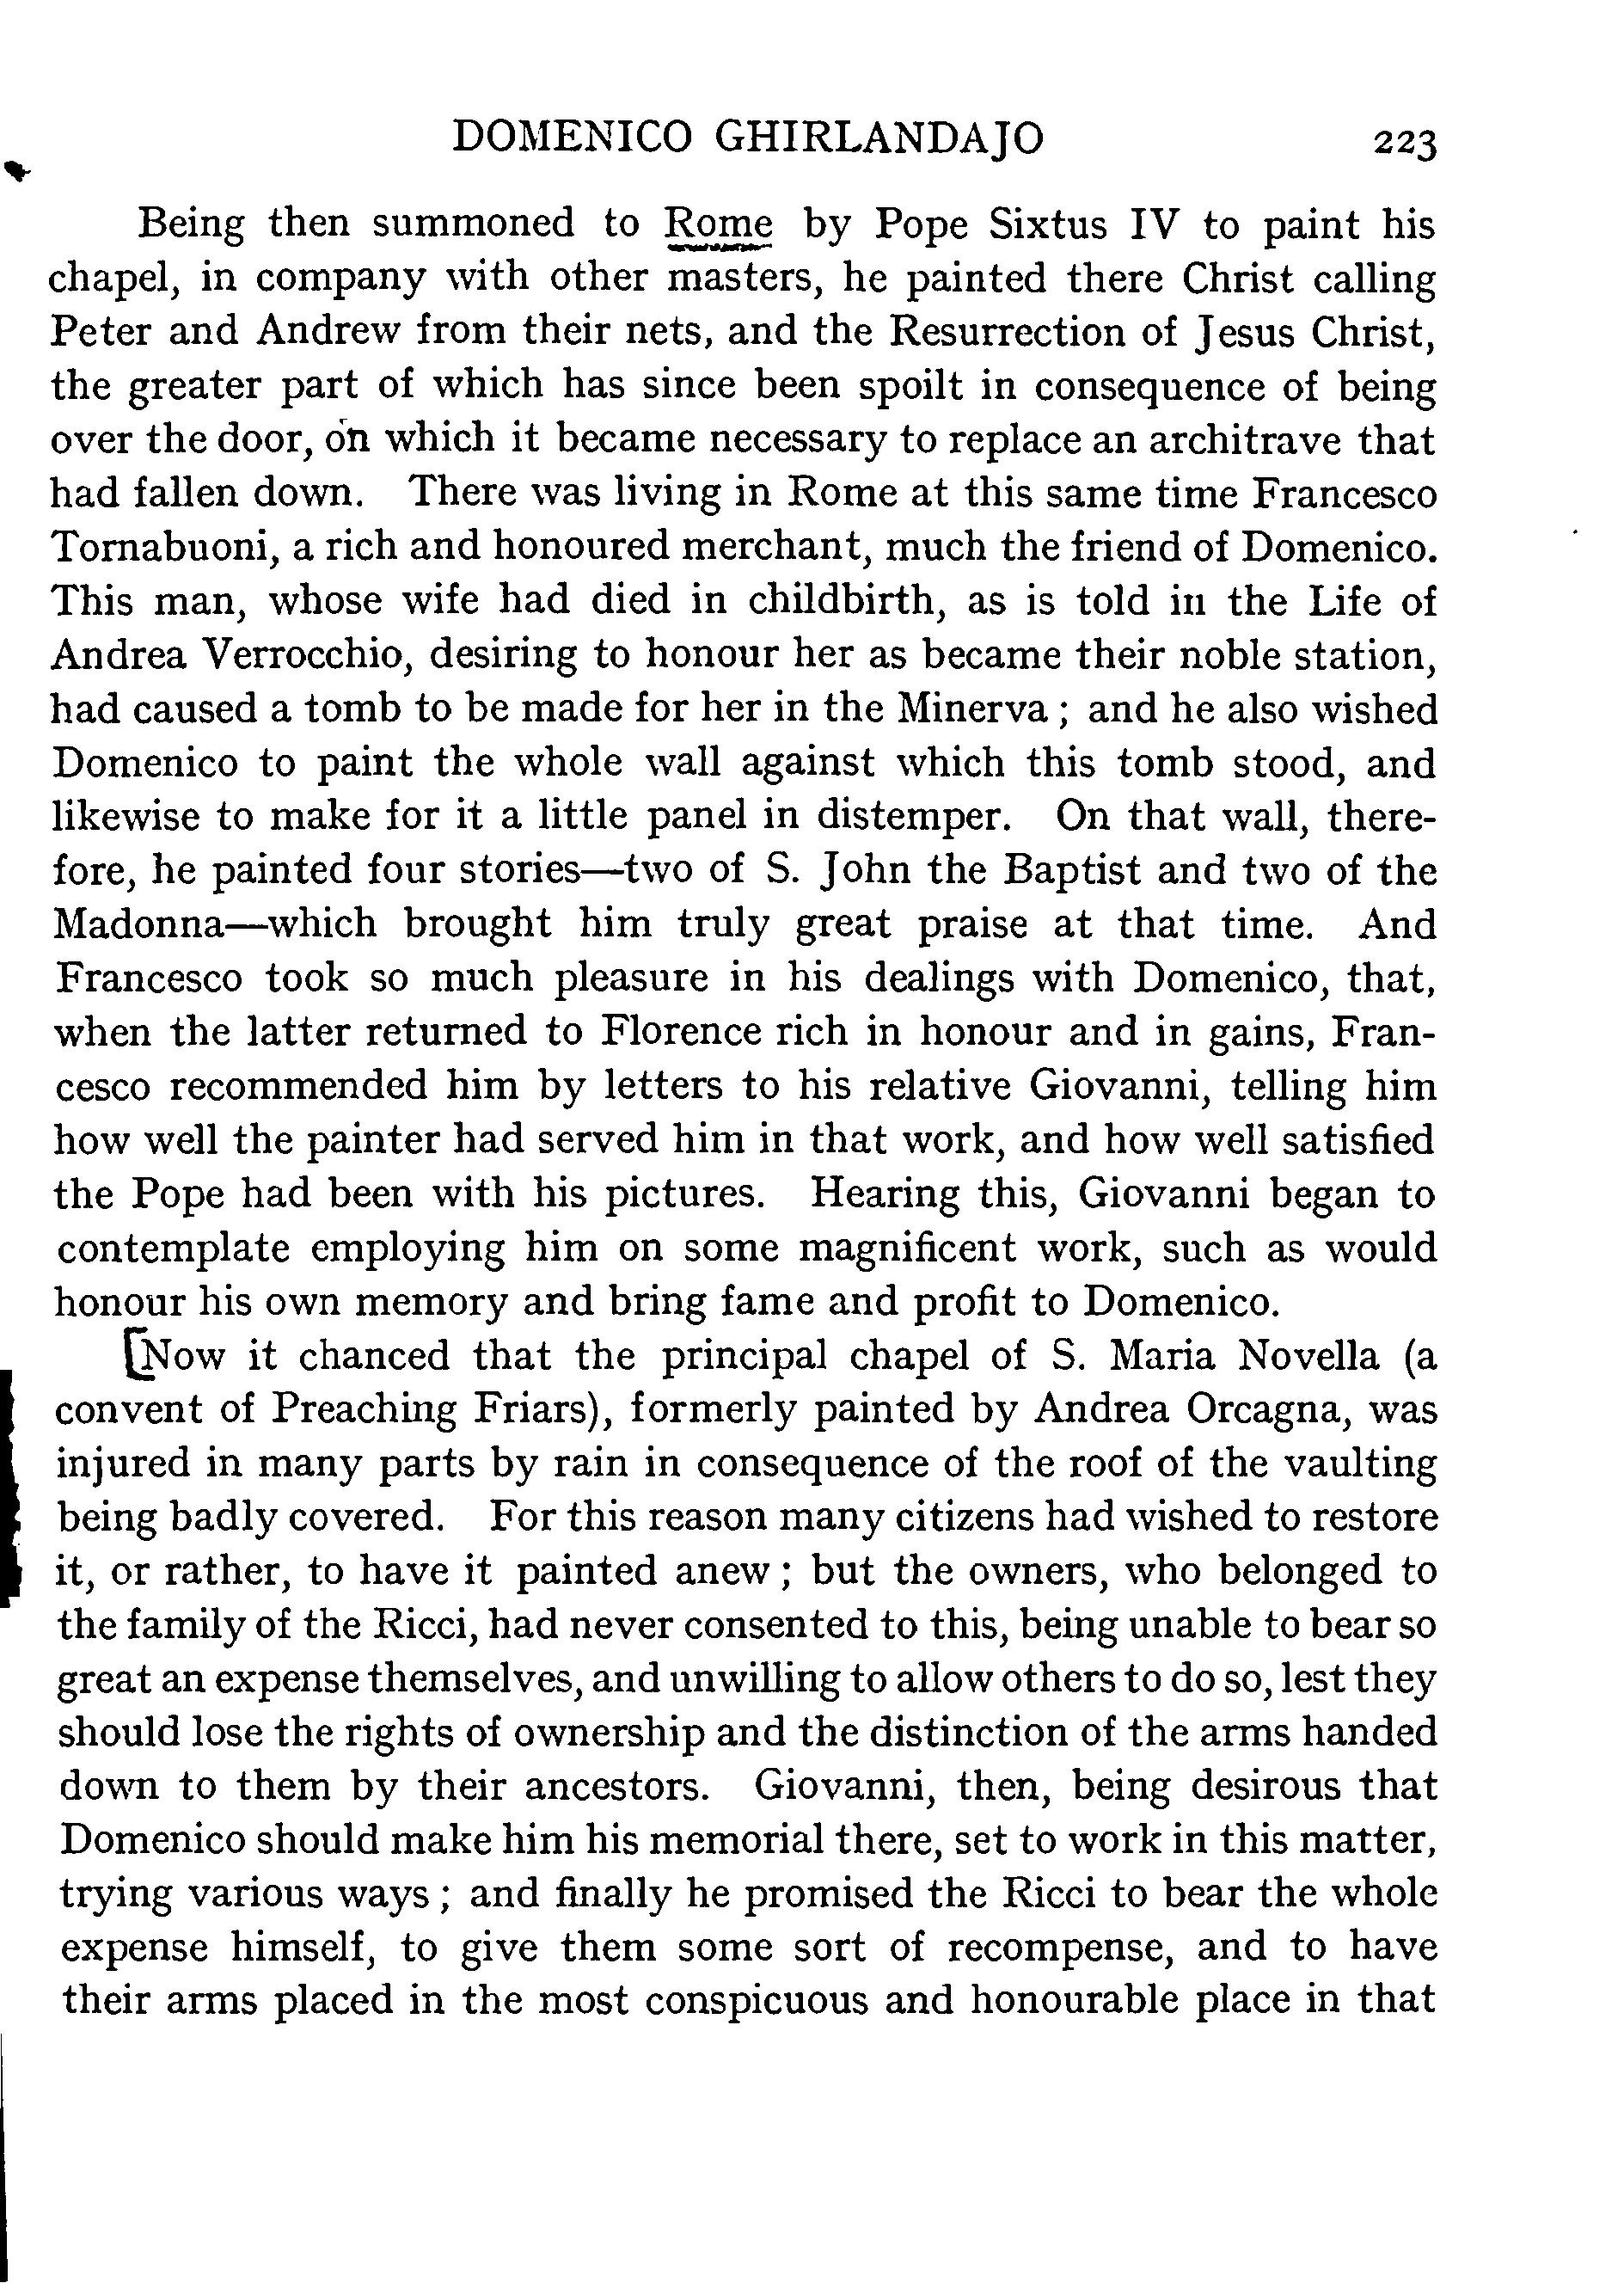 DOMENICO GHIRLANDAJO 223
Being then summoned to Rome by Pope Sixtus IV to paint his
chapel, in company with other masters, he painted there Christ calling
Peter and Andrew from their nets, and the Resurrection of Jesus Christ,
the greater part of which has since been spoilt in consequence of being
over the door, on which it became necessary to replace an architrave that
had fallen down. There was living in Rome at this same time Francesco
Tornabuoni, a rich and honoured merchant, much the friend of Domenico.
This man, whose wife had died in childbirth, as is told in the Life of
Andrea Verrocchio, desiring to honour her as became their noble station,
had caused a tomb to be made for her in the Minerva ; and he also wished
Domenico to paint the whole wall against which this tomb stood, and
likewise to make for it a little panel in distemper. On that wall, there-
fore, he painted four stories—two of S. John the Baptist and two of the
Madonna—which brought him truly great praise at that time. And
Francesco took so much pleasure in his dealings with Domenico, that,
when the latter returned to Florence rich in honour and in gains, Fran-
cesco recommended him by letters to his relative Giovanni, telling him
how well the painter had served him in that work, and how well satisfied
the Pope had been with his pictures. Hearing this, Giovanni began to
contemplate employing him on some magnificent work, such as would
honour his own memory and bring fame and profit to Domenico.
[Now it chanced that the principal chapel of S. Maria Novella (a
convent of Preaching Friars), formerly painted by Andrea Orcagna, was
injured in many parts by rain in consequence of the roof of the vaulting
being badly covered. For this reason many citizens had wished to restore
it, or rather, to have it painted anew ; but the owners, who belonged to
the family of the Ricci, had never consented to this, being unable to bear so
great an expense themselves, and unwilling to allow others to do so, lest they
should lose the rights of ownership and the distinction of the arms handed
down to them by their ancestors. Giovanni, then, being desirous that
Domenico should make him his memorial there, set to work in this matter,
trying various ways ; and finally he promised the Ricci to bear the whole
expense himself, to give them some sort of recompense, and to have
their arms placed in the most conspicuous and honourable place in that